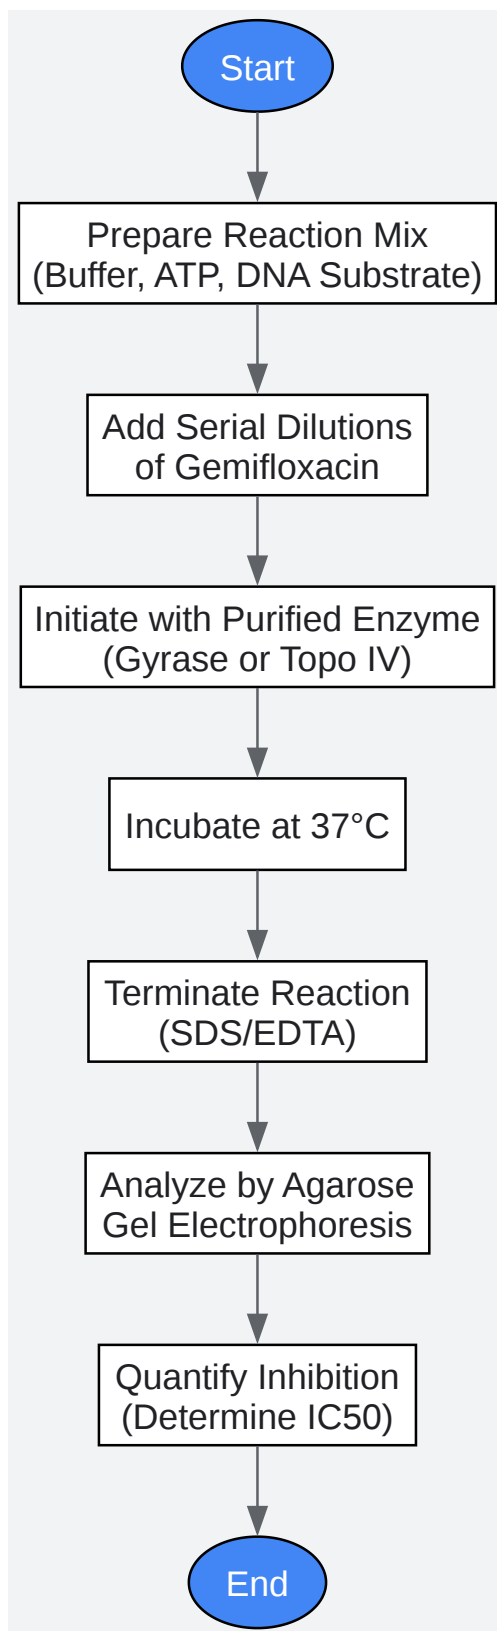 Start
Prepare Reaction Mix
(Buffer, ATP, DNA Substrate)
Add Serial Dilutions
of Gemifloxacin
Initiate with Purified Enzyme
(Gyrase or Topo IV)
Incubate at 37°C
Terminate Reaction
(SDS/EDTA)
Analyze by Agarose
Gel Electrophoresis
Quantify Inhibition
(Determine IC50)
End